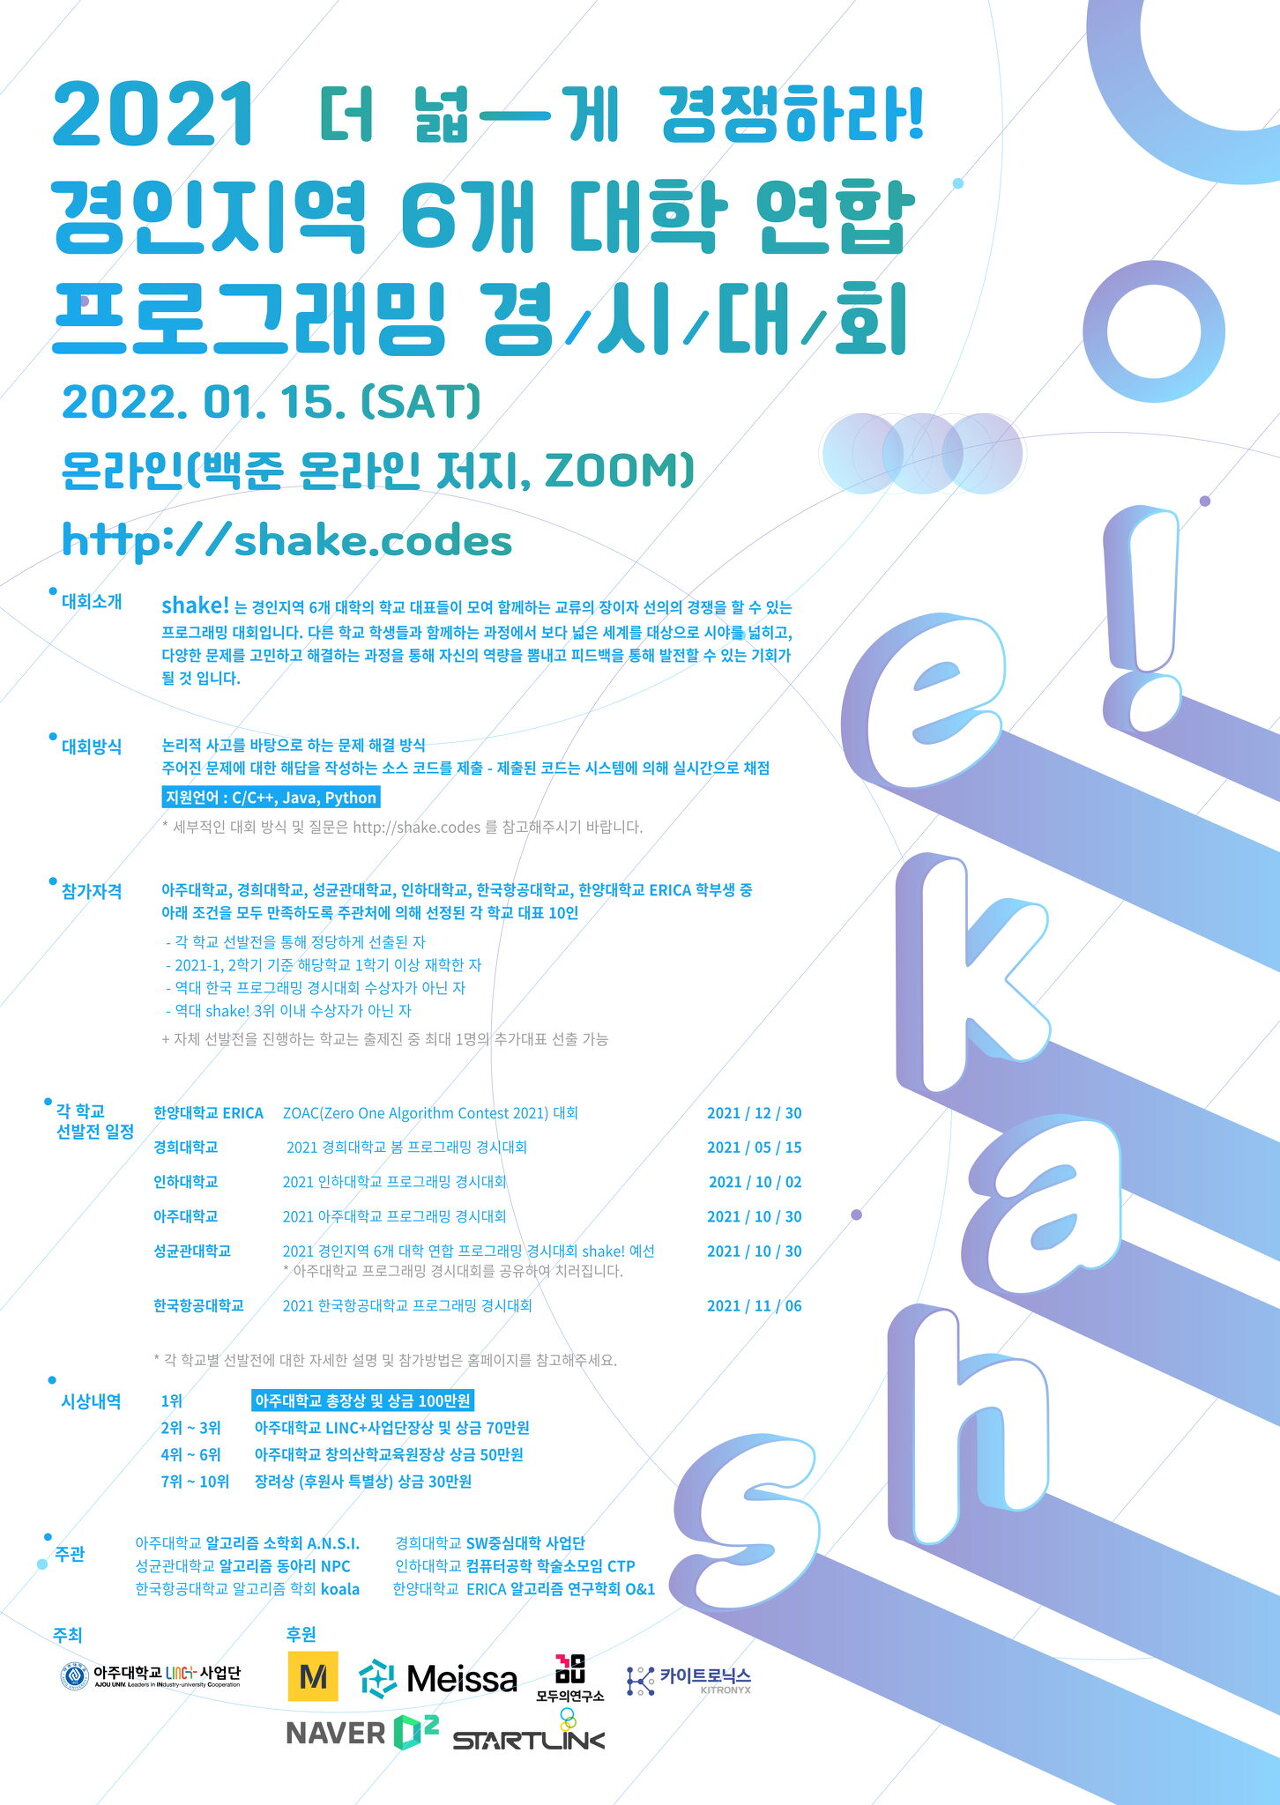 2021 더 넓—게 경쟁하라!
경인지역 6개 대학 연합
프로그래밍 경/시/대/회
2022. 01. 15. (SAT)
온라인(백준 온라인 저지, ZOOM)
http://shake.codes
대회소개
shake! 는 경인지역 6개 대학의 학교 대표들이 모여 함께하는 교류의 장이자 선의의 경쟁을 할 수 있는
프로그래밍 대회입니다. 다른 학교 학생들과 함께하는 과정에서 보다 넓은 세계를 대상으로 시야를 넓히고,
다양한 문제를 고민하고 해결하는 과정을 통해 자신의 역량을 뽐내고 피드백을 통해 발전할 수 있는 기회가
될 것 입니다.
대회방식
논리적 사고를 바탕으로 하는 문제 해결 방식
주어진 문제에 대한 해답을 작성하는 소스 코드를 제출 - 제출된 코드는 시스템에 의해 실시간으로 채점
지원언어 : C/C++, Java, Python
* 세부적인 대회 방식 및 질문은 http://shake.codes 를 참고해주시기 바랍니다.
참가자격
아주대학교, 경희대학교, 성균관대학교, 인하대학교, 한국항공대학교, 한양대학교 ERICA 학부생 중
아래 조건을 모두 만족하도록 주관처에 의해 선정된 각 학교 대표 10인
- 각 학교 선발전을 통해 정당하게 선출된 자
- 2021-1, 2학기 기준 해당학교 1학기 이상 재학한 자
- 역대 한국 프로그래밍 경시대회 수상자가 아닌 자
- 역대 shake! 3위 이내 수상자가 아닌 자
+ 자체 선발전을 진행하는 학교는 출제진 중 최대 1명의 추가대표 선출 가능
각 학교
선발전 일정
한양대학교 ERICA ZOAC(Zero One Algorithm Contest 2021) 대회 2021 / 12 / 30
경희대학교 2021 경희대학교 봄 프로그래밍 경시대회 2021 / 05 / 15
인하대학교 2021 인하대학교 프로그래밍 경시대회 2021 / 10 / 02
아주대학교 2021 아주대학교 프로그래밍 경시대회 2021 / 10 / 30
성균관대학교 2021 경인지역 6개 대학 연합 프로그래밍 경시대회 shake! 예선 2021 / 10 / 30
* 아주대학교 프로그래밍 경시대회를 공유하여 치러집니다.
한국항공대학교 2021 한국항공대학교 프로그래밍 경시대회 2021 / 11 / 06
* 각 학교별 선발전에 대한 자세한 설명 및 참가방법은 홈페이지를 참고해주세요.
시상내역
1위 아주대학교 총장상 및 상금 100만원
2위 ~ 3위 아주대학교 LINC+사업단장상 및 상금 70만원
4위 ~ 6위 아주대학교 창의산학교육원장상 상금 50만원
7위 ~ 10위 장려상 (후원사 특별상) 상금 30만원
주관
아주대학교 알고리즘 소학회 A.N.S.I. 경희대학교 SW중심대학 사업단
성균관대학교 알고리즘 동아리 NPC 인하대학교 컴퓨터공학 학술소모임 CTP
한국항공대학교 알고리즘 학회 koala 한양대학교 ERICA 알고리즘 연구학회 O&1
주최
아주대학교 LINC+ 사업단
AJOU UNIV. Leaders in INdustry-university Cooperation
후원
M
Meissa
모두의연구소
카이트로닉스
KITRONYX
NAVER D2
STARTLINK
shake!